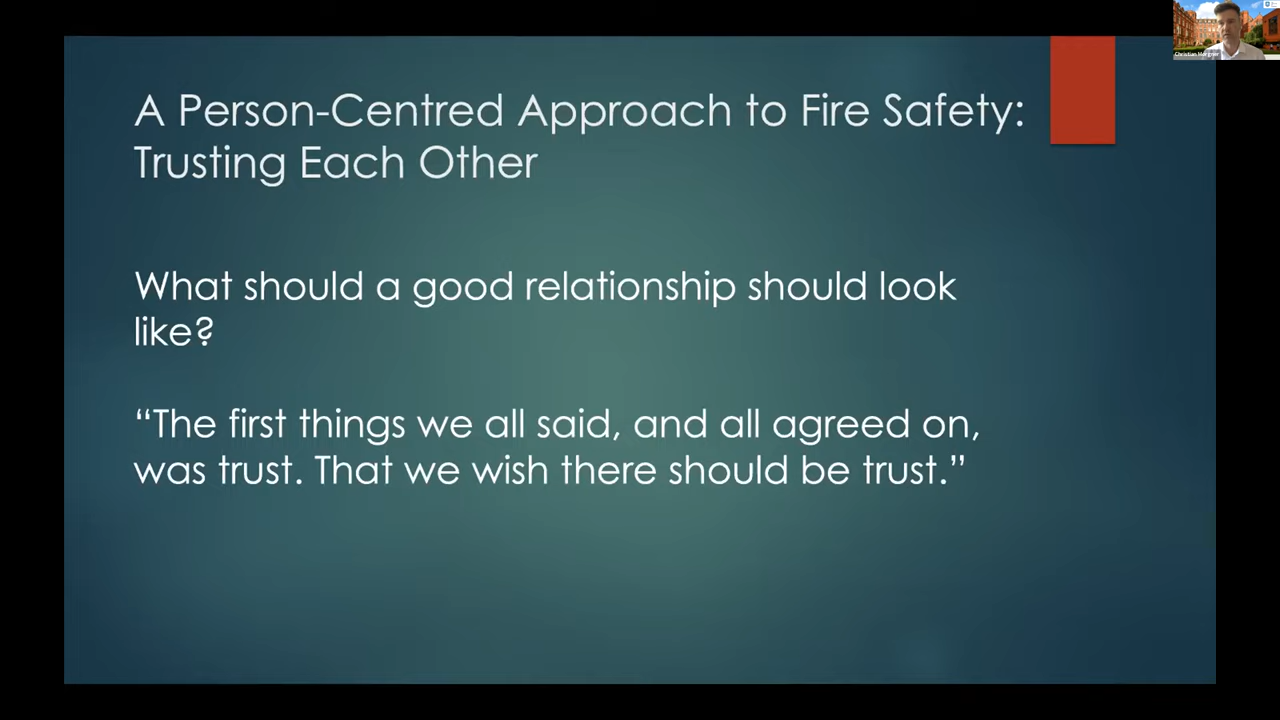 A Person-Centred Approach to Fire Safety:
Trusting Each Other
What should a good relationship should look
like?
“The first things we all said, and all agreed on,
was trust. That we wish there should be trust.”
Christian